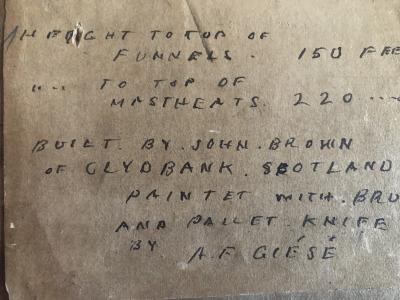 HEIGHT TO TOP OF
FUNNELS. 150 FEE
" .. TO TOP OF
MASTHEATS. 220 ....
BUILT. BY. JOHN. BROWN
OF CLYDBANK. SCOTLAND
PAINTET WITH. BRU
AND PALLET. KNIFE
BY A.F GIÉSÉ